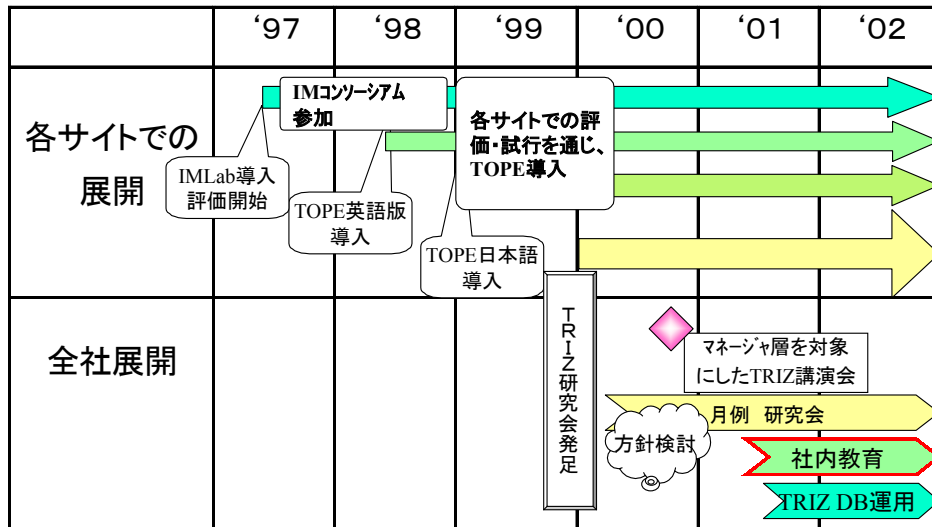 ‘97
‘98
‘99
‘00
‘01
‘02
各サイトでの
展開
IMコンソーシアム
参加
各サイトでの評
価・試行を通じ、
TOPE導入
IMLab導入
評価開始
TOPE英語版
導入
TOPE日本語
導入
全社展開
TRIZ研究会発足
マネージャ層を対象
にしたTRIZ講演会
月例 研究会
方針検討
社内教育
TRIZ DB運用